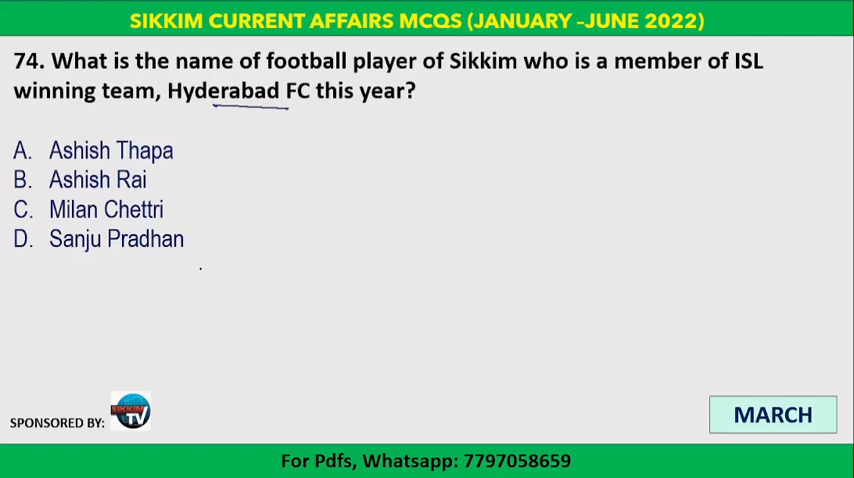 SIKKIM CURRENT AFFAIRS MCQS (JANUARY –JUNE 2022)
74. What is the name of football player of Sikkim who is a member of ISL
winning team, Hyderabad FC this year?
A. Ashish Thapa
B. Ashish Rai
C. Milan Chettri
D. Sanju Pradhan
SPONSORED BY:
SIKKIM
TV
MARCH
For Pdfs, Whatsapp: 7797058659